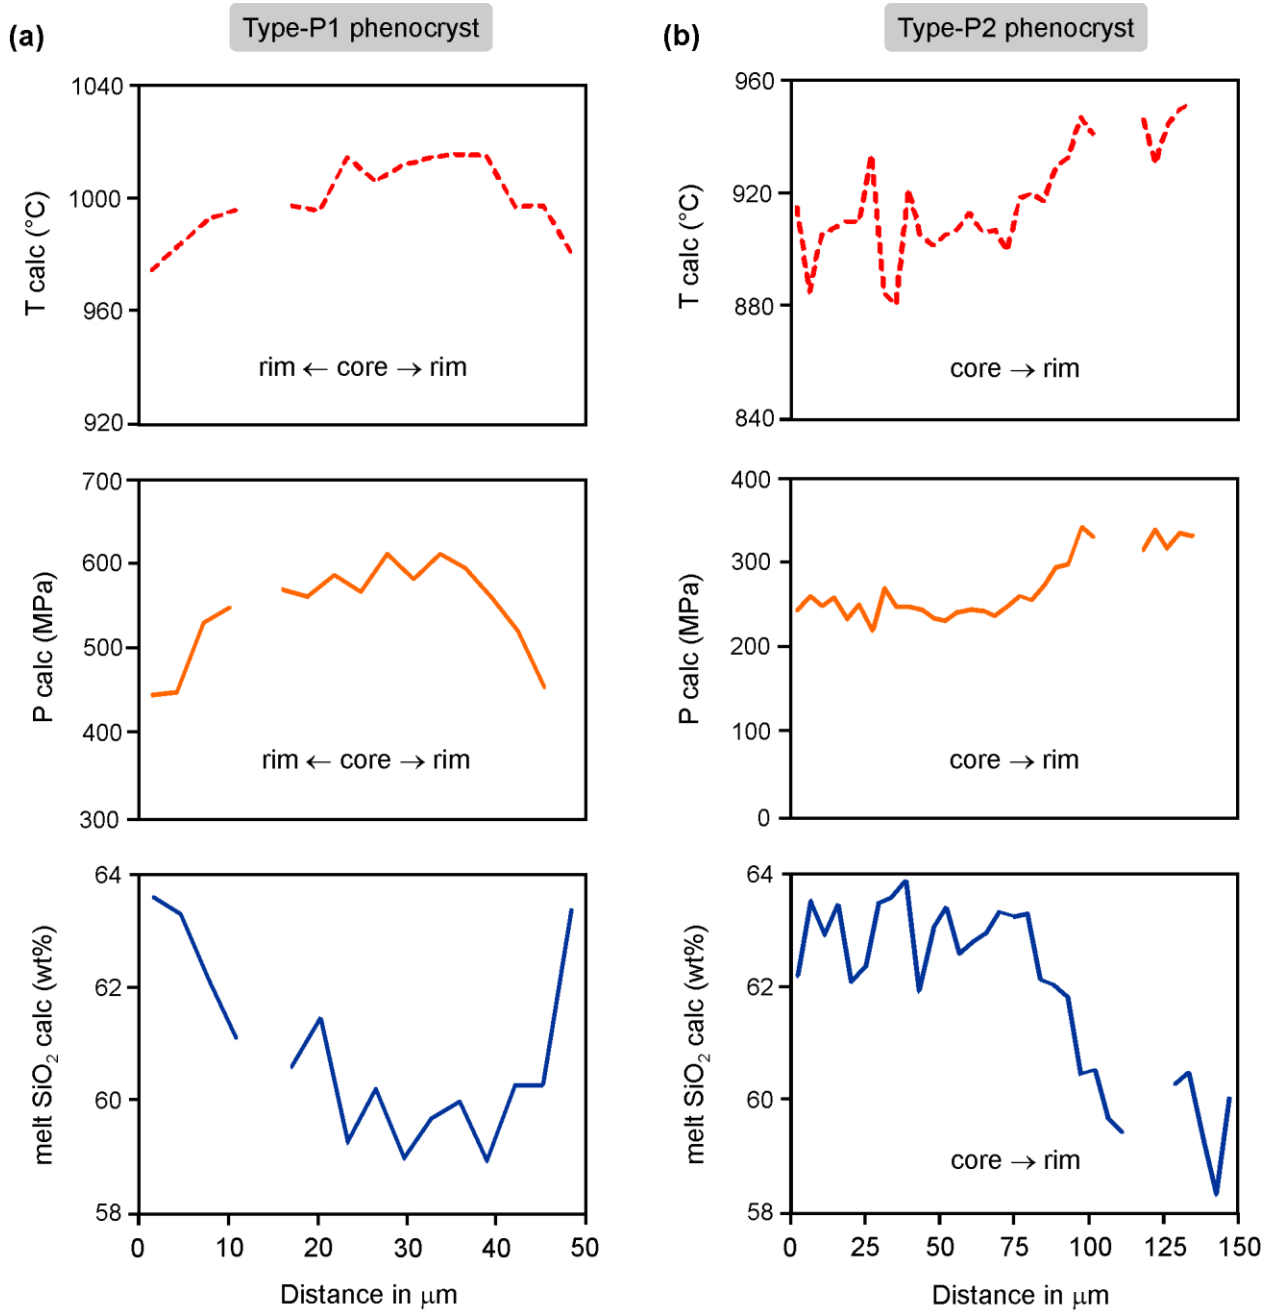 (a)
Type-P1 phenocryst
1040
1000
960
920
T calc (°C)
rim ← core → rim
700
600
500
400
300
P calc (MPa)
rim ← core → rim
64
62
60
58
melt SiO₂ calc (wt%)
0 10 20 30 40 50
Distance in μm
(b)
Type-P2 phenocryst
960
920
880
840
T calc (°C)
core → rim
400
300
200
100
0
P calc (MPa)
core → rim
64
62
60
58
melt SiO₂ calc (wt%)
core → rim
0 25 50 75 100 125 150
Distance in μm